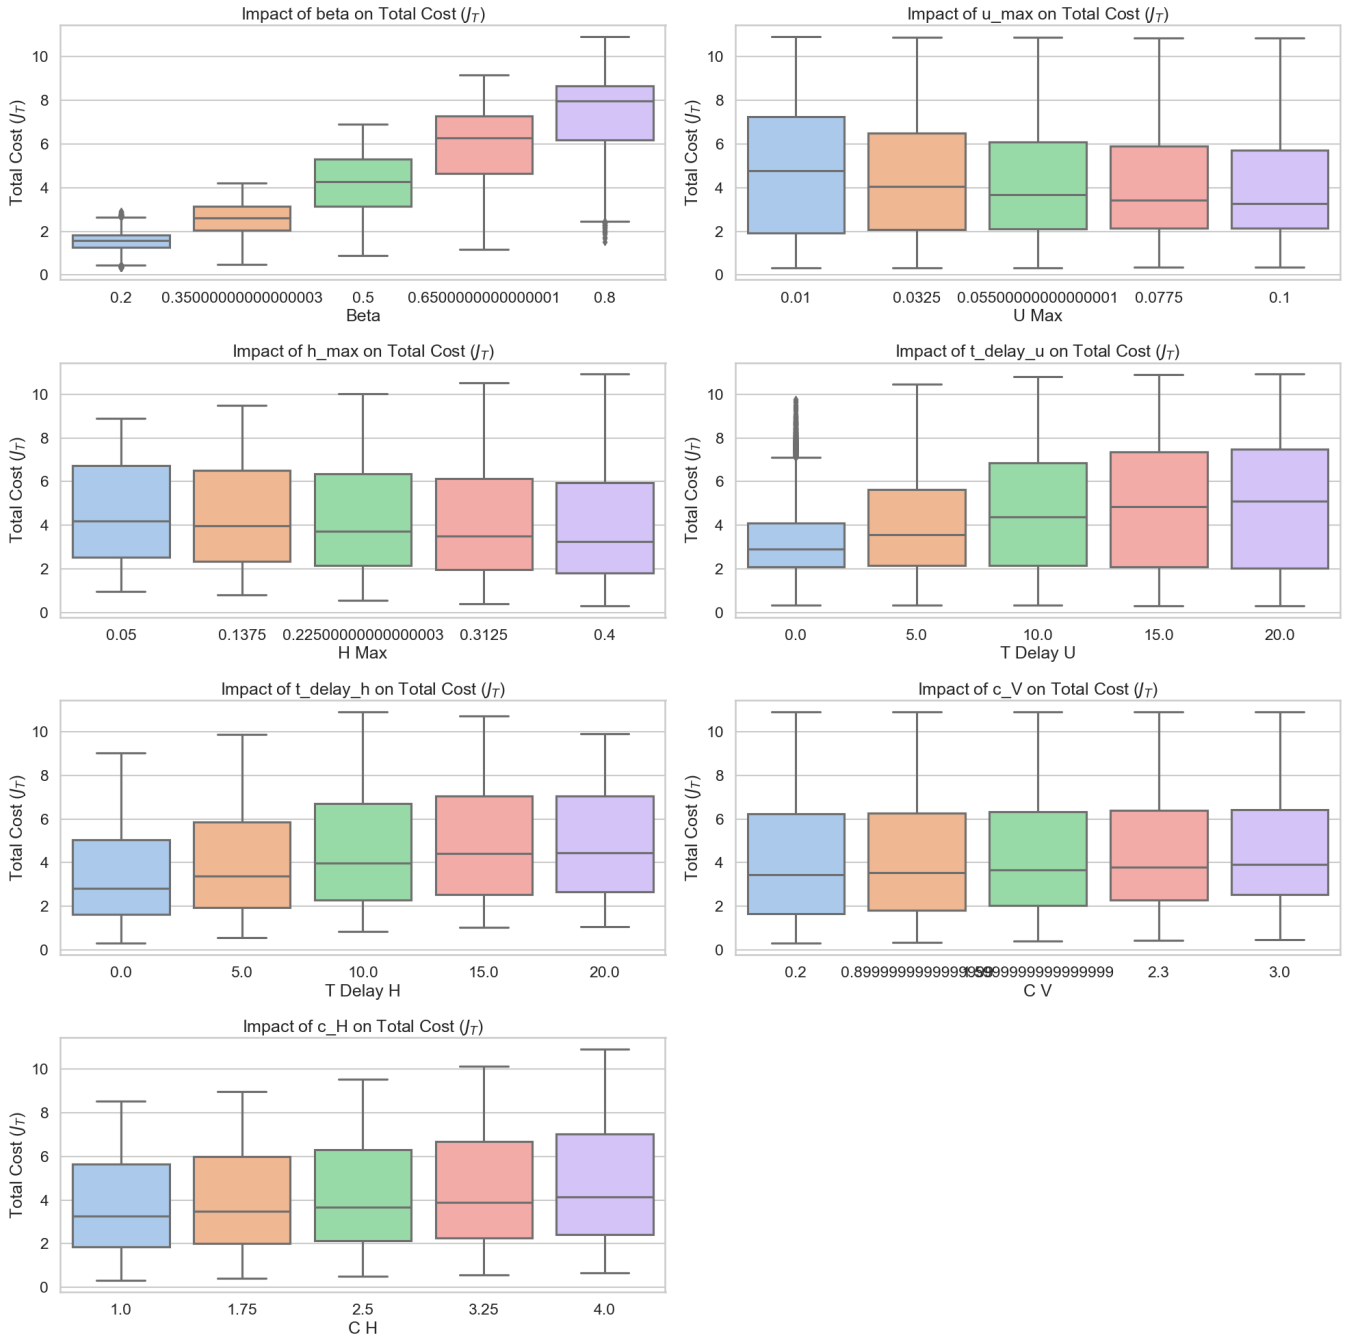 Impact of beta on Total Cost (J_T)
Total Cost (J_T)
10
8
6
4
2
0
0.2 0.35000000000000003 0.5 0.6500000000000001 0.8
Beta
Impact of u_max on Total Cost (J_T)
Total Cost (J_T)
10
8
6
4
2
0
0.01 0.0325 0.055000000000000001 0.0775 0.1
U Max
Impact of h_max on Total Cost (J_T)
Total Cost (J_T)
10
8
6
4
2
0
0.05 0.1375 0.22500000000000003 0.3125 0.4
H Max
Impact of t_delay_u on Total Cost (J_T)
Total Cost (J_T)
10
8
6
4
2
0
0.0 5.0 10.0 15.0 20.0
T Delay U
Impact of t_delay_h on Total Cost (J_T)
Total Cost (J_T)
10
8
6
4
2
0
0.0 5.0 10.0 15.0 20.0
T Delay H
Impact of c_V on Total Cost (J_T)
Total Cost (J_T)
10
8
6
4
2
0
0.2 2.3 3.0
C V
Impact of c_H on Total Cost (J_T)
Total Cost (J_T)
10
8
6
4
2
0
1.0 1.75 2.5 3.25 4.0
C H